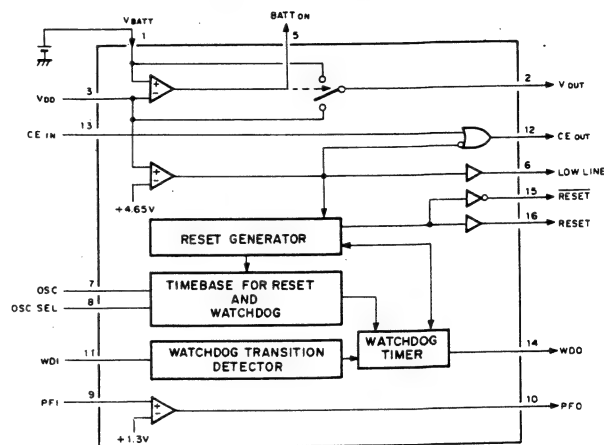 VBATT
BATT ON
1
5
+
−
3
VDD
2
VOUT
13
CE IN
12
CE OUT
+
−
6
LOW LINE
+4.65V
15
RESET
16
RESET
RESET GENERATOR
7
OSC
8
OSC SEL
TIMEBASE FOR RESET
AND
WATCHDOG
11
WDI
WATCHDOG TRANSITION
DETECTOR
WATCHDOG
TIMER
14
WDO
9
PFI
+
−
10
PFO
+1.3V